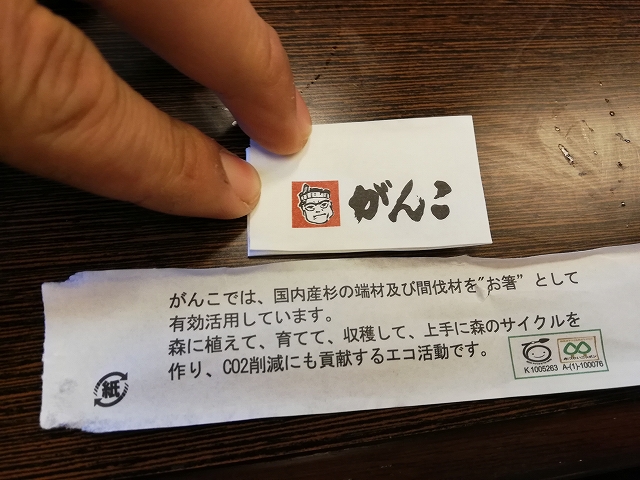 がんこ
がんこでは、国内産杉の端材及び間伐材を〝お箸〟として
有効活用しています。
森に植えて、育てて、収穫して、上手に森のサイクルを
作り、CO2削減にも貢献するエコ活動です。
紙
K1005263 A-(1)-100076